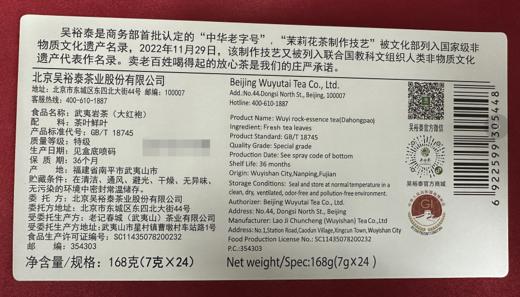 吴裕泰是商务部首批认定的“中华老字号”，“茉莉花茶制作技艺”被文化部列入国家级非
物质文化遗产名录，2022年11月29日，该制作技艺又被列入联合国教科文组织人类非物质文化
遗产代表作名录。卖老百姓喝得起的放心茶是我们的庄严承诺。
北京吴裕泰茶业股份有限公司
地址：北京市东城区东四北大街44号 邮编：100007
客服热线：400-610-1887
食品名称：武夷岩茶（大红袍）
配 料：茶叶鲜叶
产品标准代号：GB/T 18745
质量等级：特级
生产日期：见盒底喷码
保 质 期：36个月
产 地：福建省南平市武夷山市
贮藏条件：在清洁、通风、避光、干燥、无异味、
无污染的环境中密封常温储存。
委 托 方：北京吴裕泰茶业股份有限公司
委托方地址：北京市东城区东四北大街44号
受委托生产方：老记春城（武夷山）茶业有限公司
受委托生产方地址：武夷山市星村镇曹墩村车站路1号
食品生产许可证编号：SC11435078200232
邮 编：354303
净含量/规格：168克(7克×24)
Beijing Wuyutai Tea Co., Ltd.
Add.:No.44,Dongsi North St., Beijing, 100007
Hotline: 400-610-1887
Product Name: Wuyi rock-essence tea(Dahongpao)
Ingredient: Fresh tea leaves
Product Standard: GB/T 18745
Quality Grade: Special grade
Production Date: See spray code of bottom
Shelf Life: 36 months
Origin: Wuyishan City,Nanping,Fujian
Storage Conditions: Seal and store at normal temperature in a
clean, dry, ventilated, odor-free and pollution-free environment.
Authorizer: Beijing Wuyutai Tea Co.,Ltd
Address: No.44, Dongsi North St., Beijing
Manufacturer: Lao Ji Chuncheng (Wuyishan) Tea Co.,Ltd
Address: No.1,Station Road,Caodun Village,Xingcun Town,Wuyishan City
Food Production License No.: SC11435078200232
P.C.:354303
Net weight/Spec:168g(7g×24)
吴裕泰官方微信
吴裕泰官方商城
GI
6922599305448